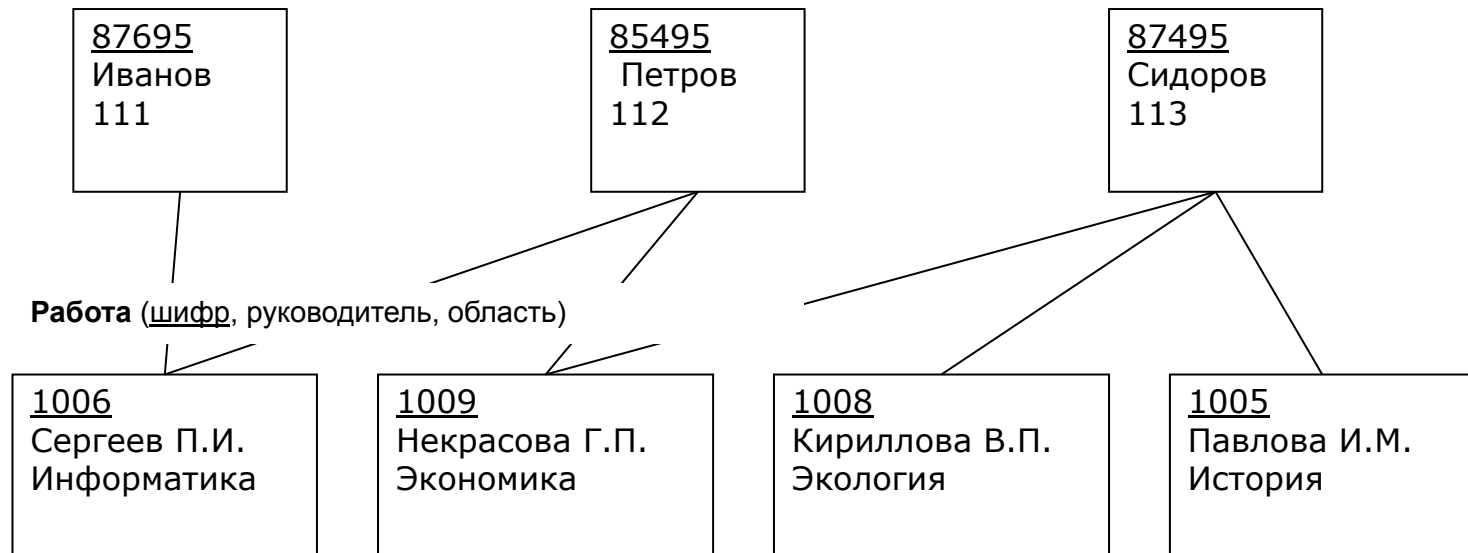 87695
Иванов
111
85495
Петров
112
87495
Сидоров
113
Работа (шифр, руководитель, область)
1006
Сергеев П.И.
Информатика
1009
Некрасова Г.П.
Экономика
1008
Кириллова В.П.
Экология
1005
Павлова И.М.
История